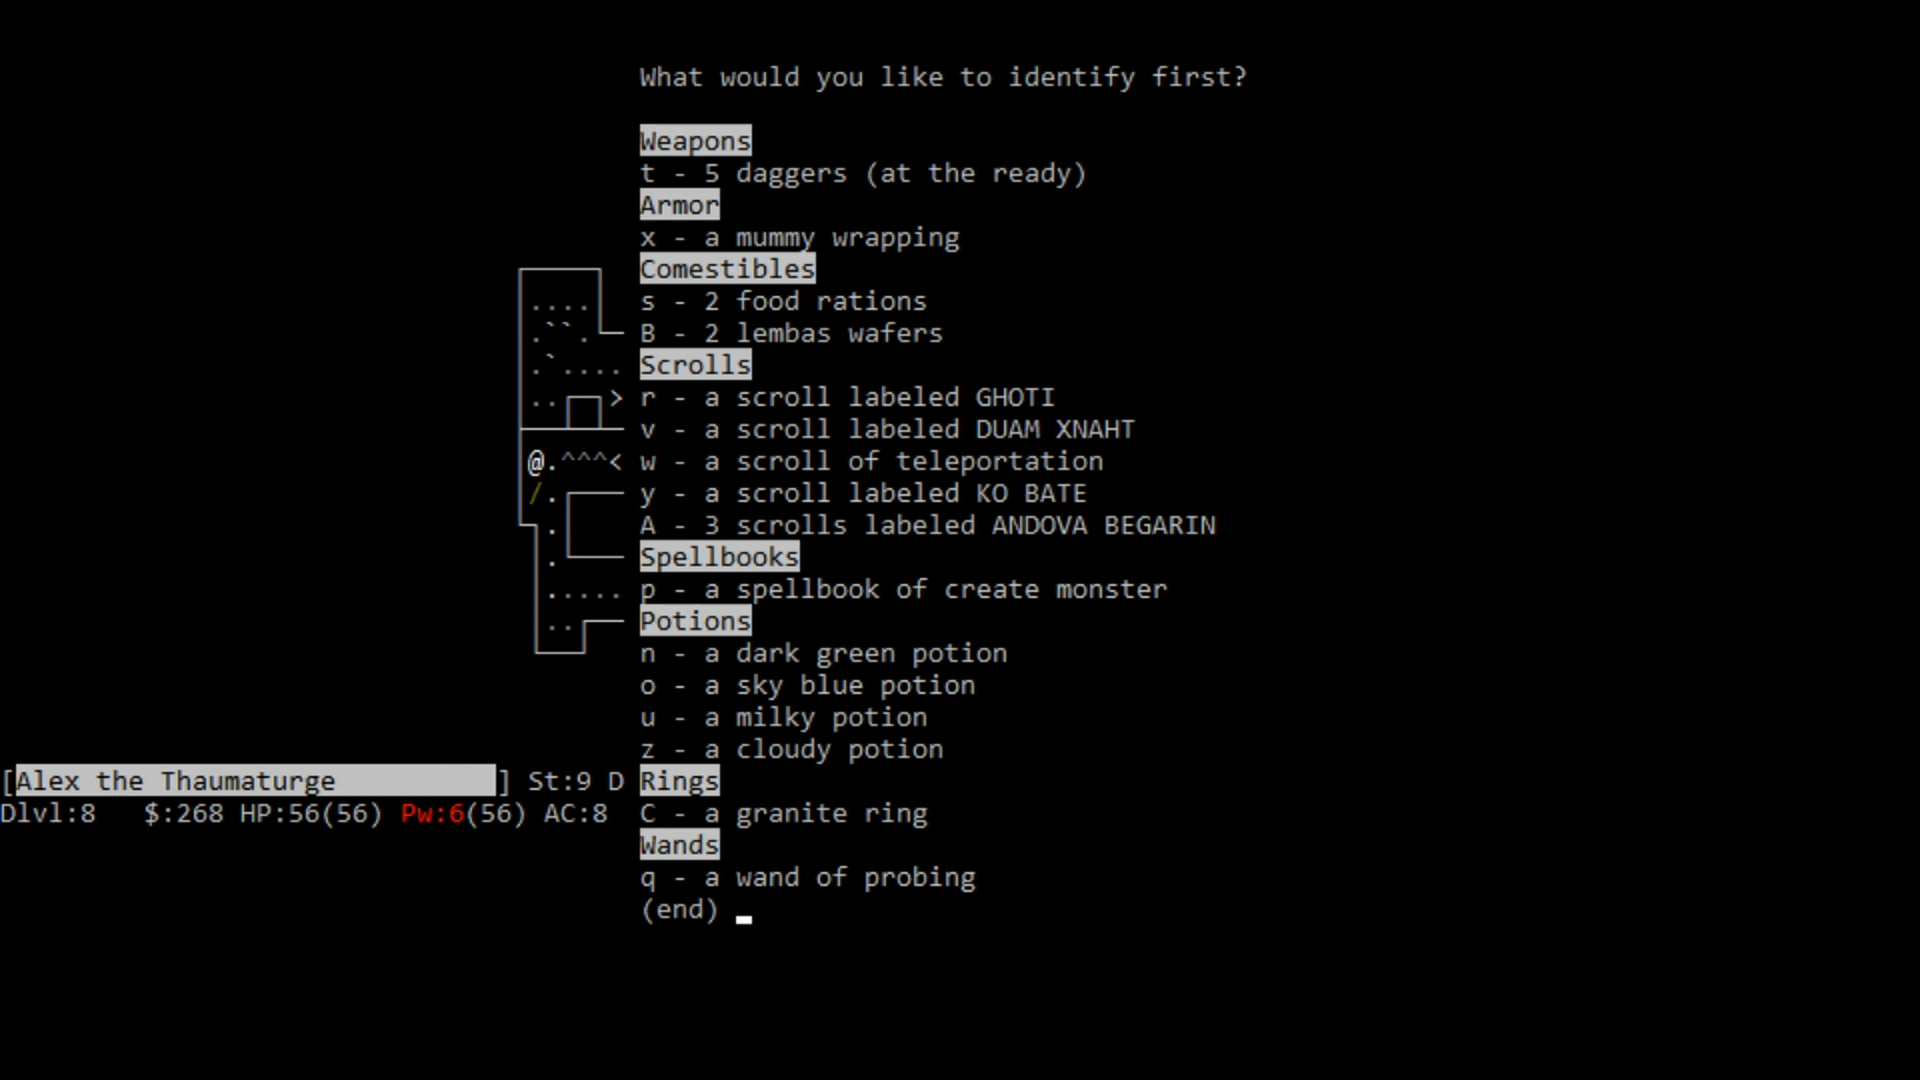 What would you like to identify first?
Weapons
t - 5 daggers (at the ready)
Armor
x - a mummy wrapping
Comestibles
s - 2 food rations
B - 2 lembas wafers
Scrolls
r - a scroll labeled GHOTI
v - a scroll labeled DUAM XNAHT
w - a scroll of teleportation
y - a scroll labeled KO BATE
A - 3 scrolls labeled ANDOVA BEGARIN
Spellbooks
p - a spellbook of create monster
Potions
n - a dark green potion
o - a sky blue potion
u - a milky potion
z - a cloudy potion
[Alex the Thaumaturge ] St:9 D Rings
Dlvl:8 $:268 HP:56(56) Pw:6(56) AC:8 C - a granite ring
Wands
q - a wand of probing
(end)